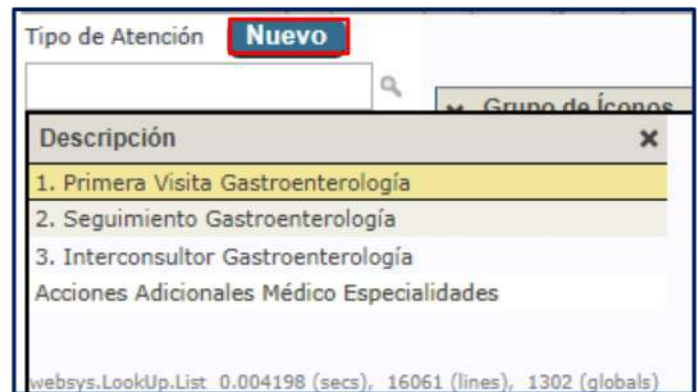 Tipo de Atención Nuevo
Grupo de Íconos
Descripción
1. Primera Visita Gastroenterología
2. Seguimiento Gastroenterología
3. Interconsultor Gastroenterología
Acciones Adicionales Médico Especialidades
websys.LookUp.List 0.004198 (secs), 16061 (lines), 1302 (globals)